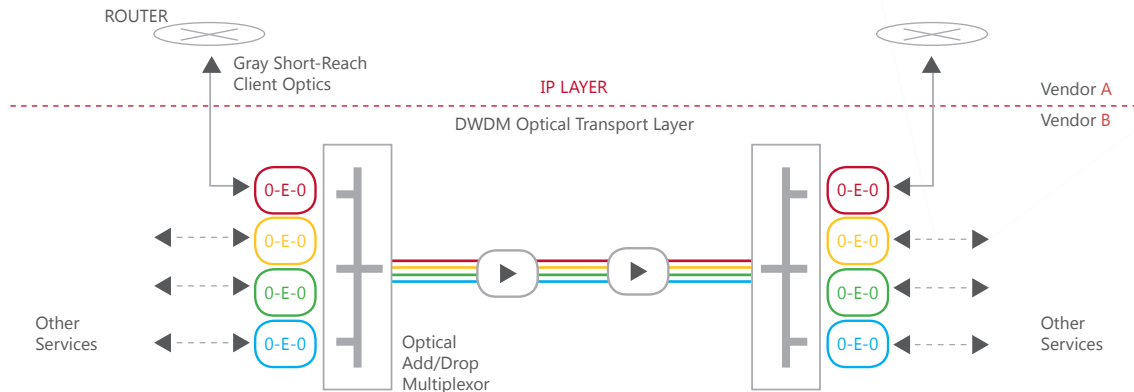 ROUTER
Gray Short-Reach
Client Optics
IP LAYER
Vendor A
DWDM Optical Transport Layer
Vendor B
0-E-0
0-E-0
0-E-0
0-E-0
0-E-0
0-E-0
0-E-0
0-E-0
Other
Services
Optical
Add/Drop
Multiplexor
Other
Services